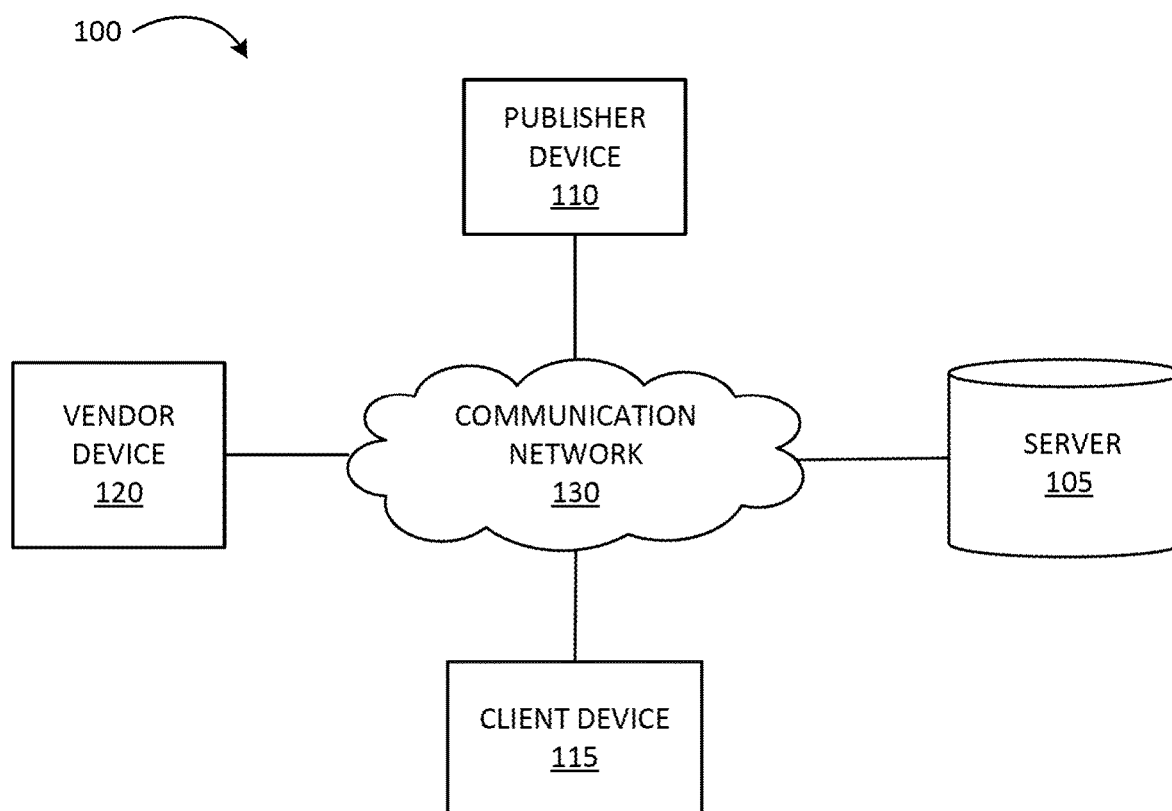 100
PUBLISHER
DEVICE
110
VENDOR
DEVICE
120
COMMUNICATION
NETWORK
130
SERVER
105
CLIENT DEVICE
115